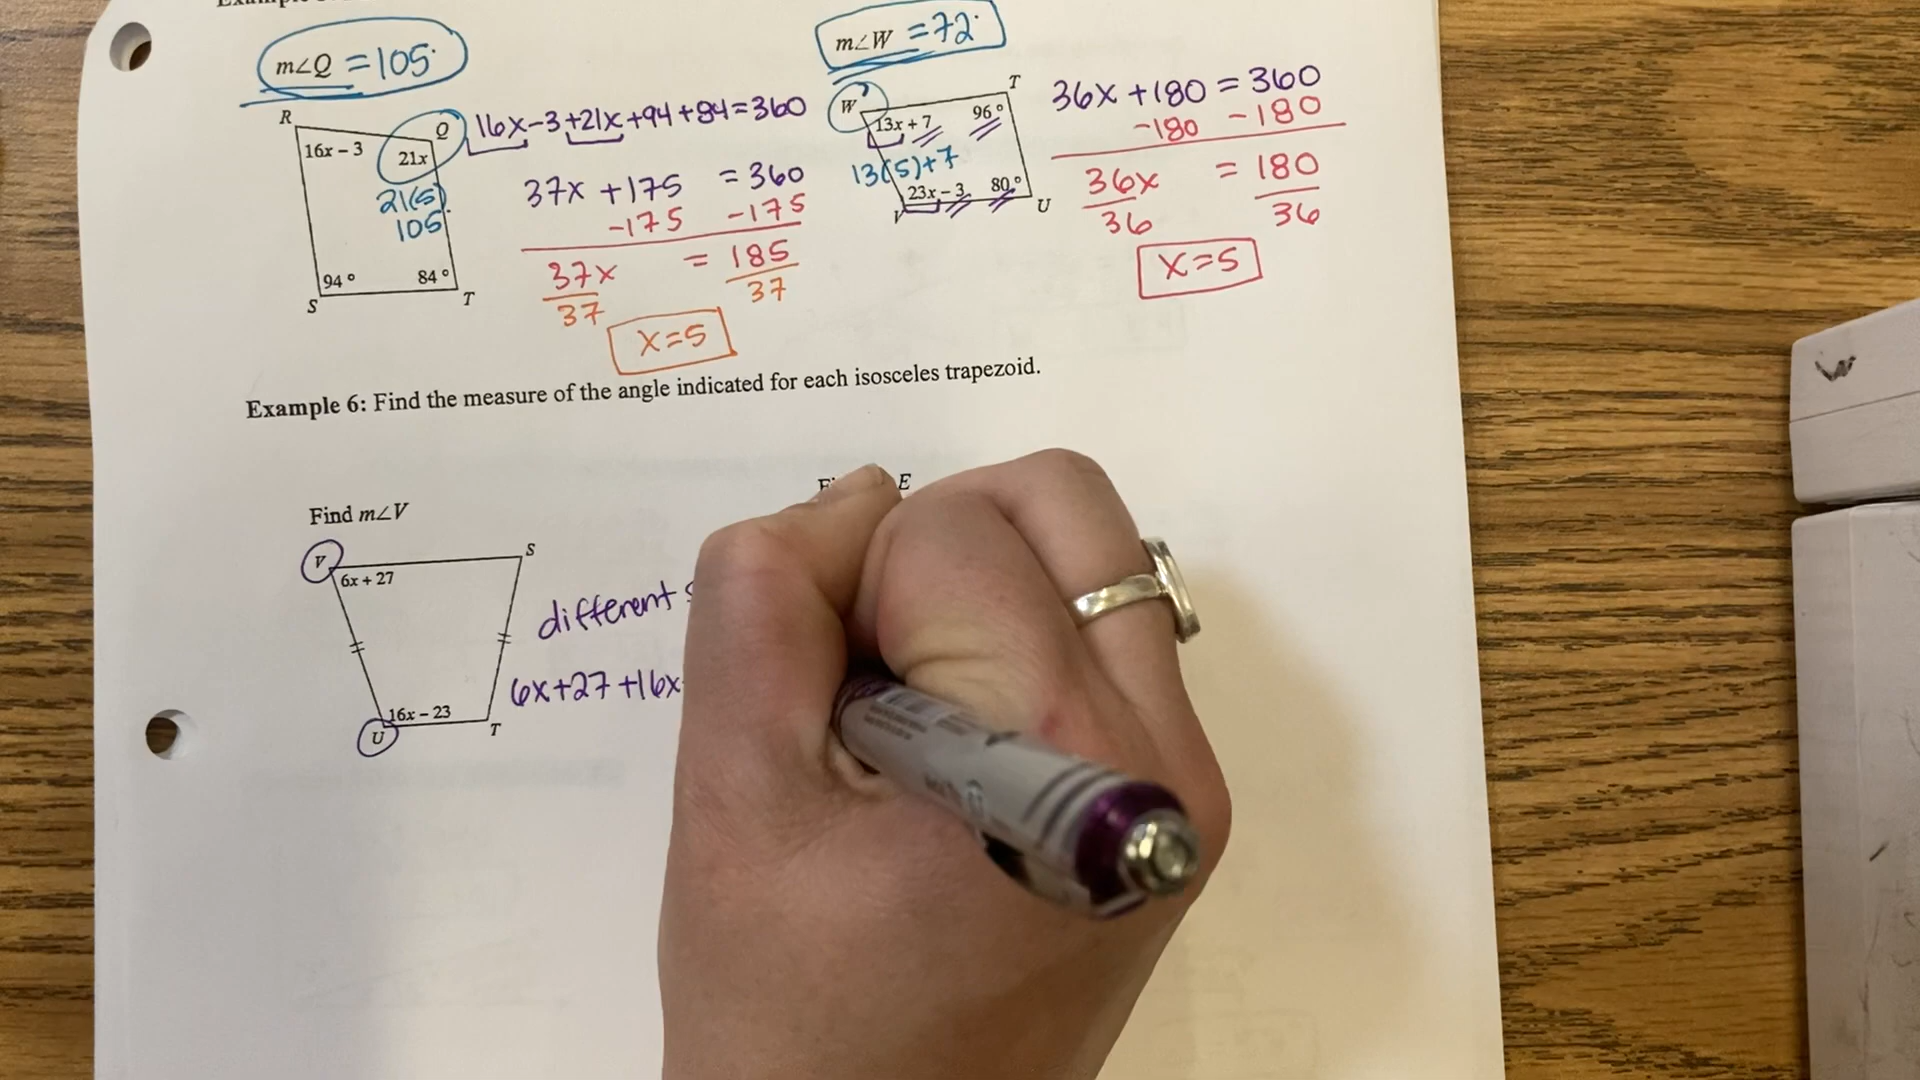 m∠Q = 105°
R
Q
16x – 3
21x
21(5)
105
94°
84°
S
T
16x-3+21x+94+84=360
37x +175 = 360
-175 -175
37x = 185
37 37
x=5
m∠W = 72°
W
T
13x + 7
96°
13(5)+7
23x – 3
80°
U
36x +180 = 360
-180 -180
36x = 180
36 36
x=5
Example 6: Find the measure of the angle indicated for each isosceles trapezoid.
Find m∠V
V
S
6x + 27
16x – 23
U
T
different
6x+27 +16x
E